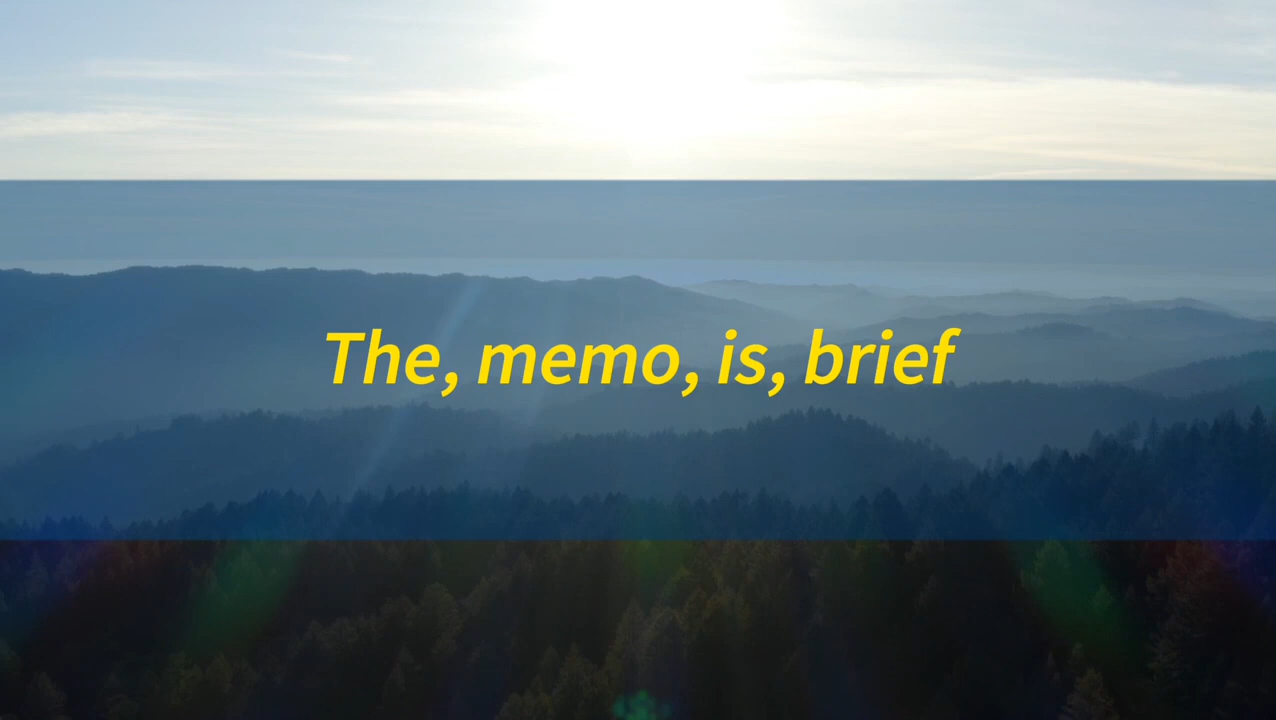 The, memo, is, brief